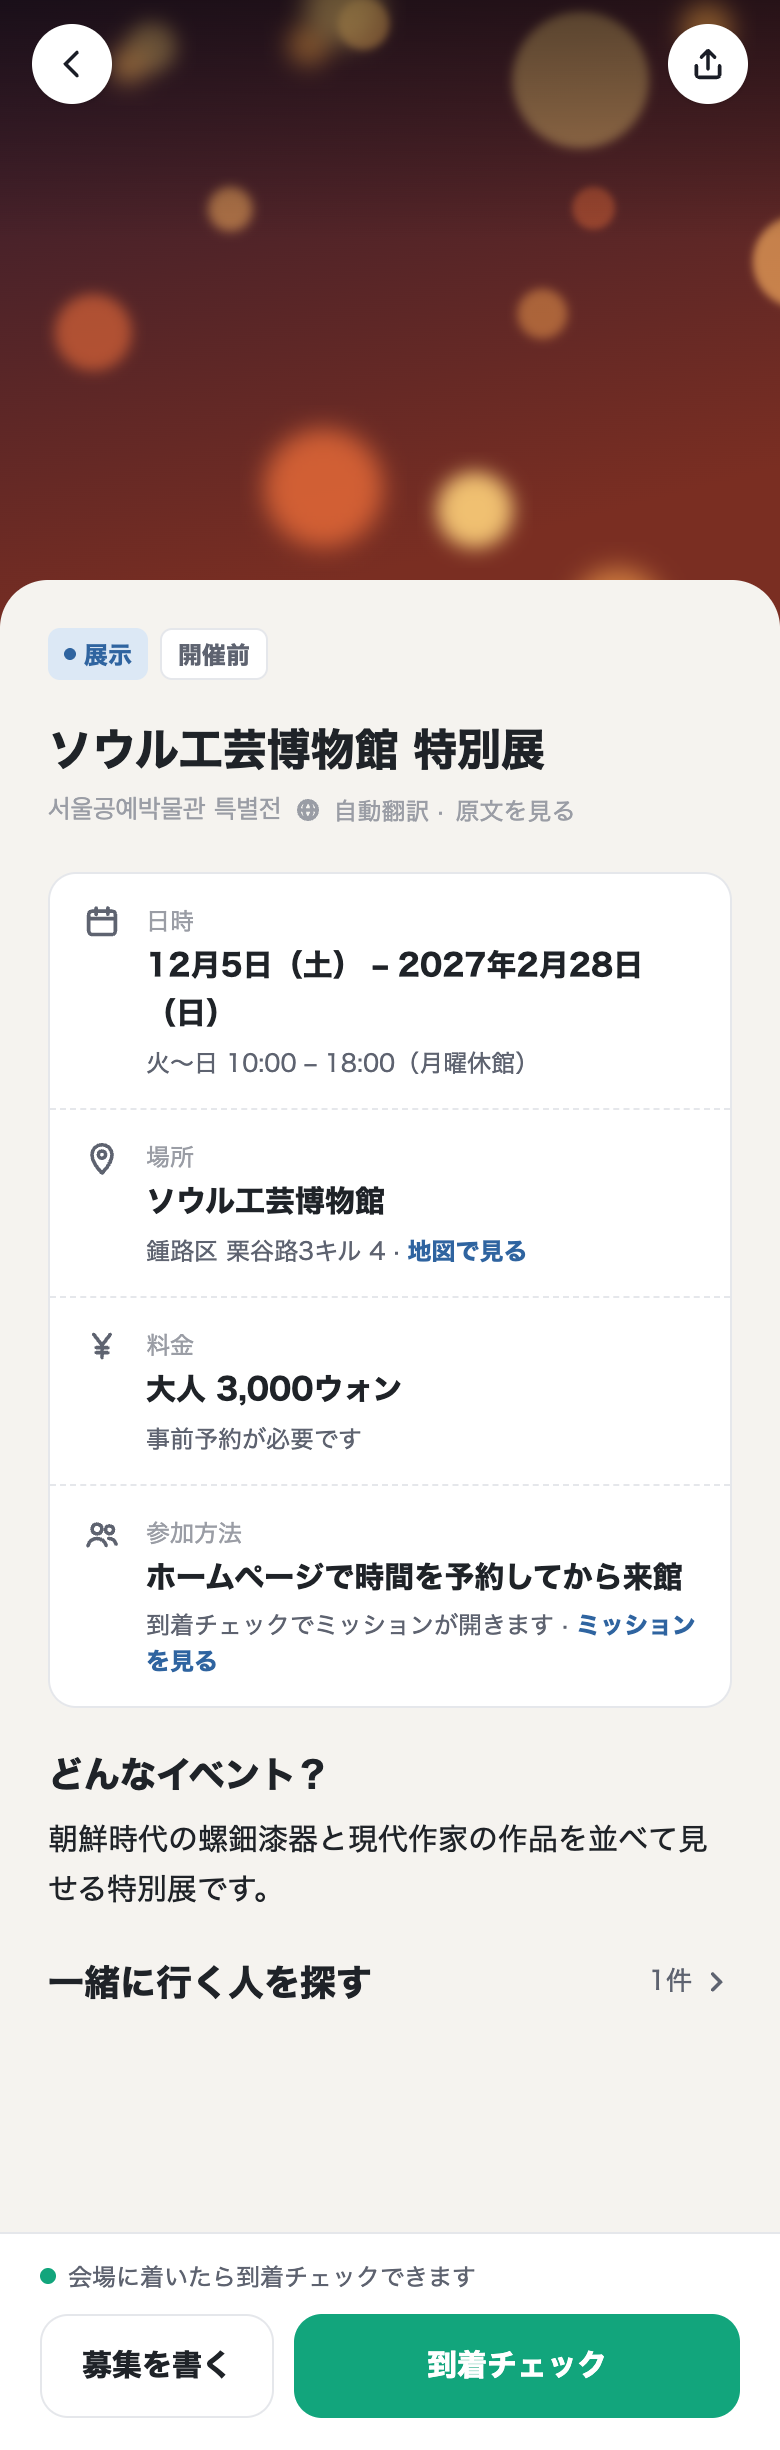 展示
開催前
ソウル工芸博物館 特別展
서울공예박물관 특별전 自動翻訳 · 原文を見る
日時
12月5日（土） – 2027年2月28日
（日）
火〜日 10:00 – 18:00（月曜休館）
場所
ソウル工芸博物館
鍾路区 栗谷路3キル 4 · 地図で見る
料金
大人 3,000ウォン
事前予約が必要です
参加方法
ホームページで時間を予約してから来館
到着チェックでミッションが開きます · ミッション
を見る
どんなイベント？
朝鮮時代の螺鈿漆器と現代作家の作品を並べて見
せる特別展です。
一緒に行く人を探す
1件
会場に着いたら到着チェックできます
募集を書く
到着チェック